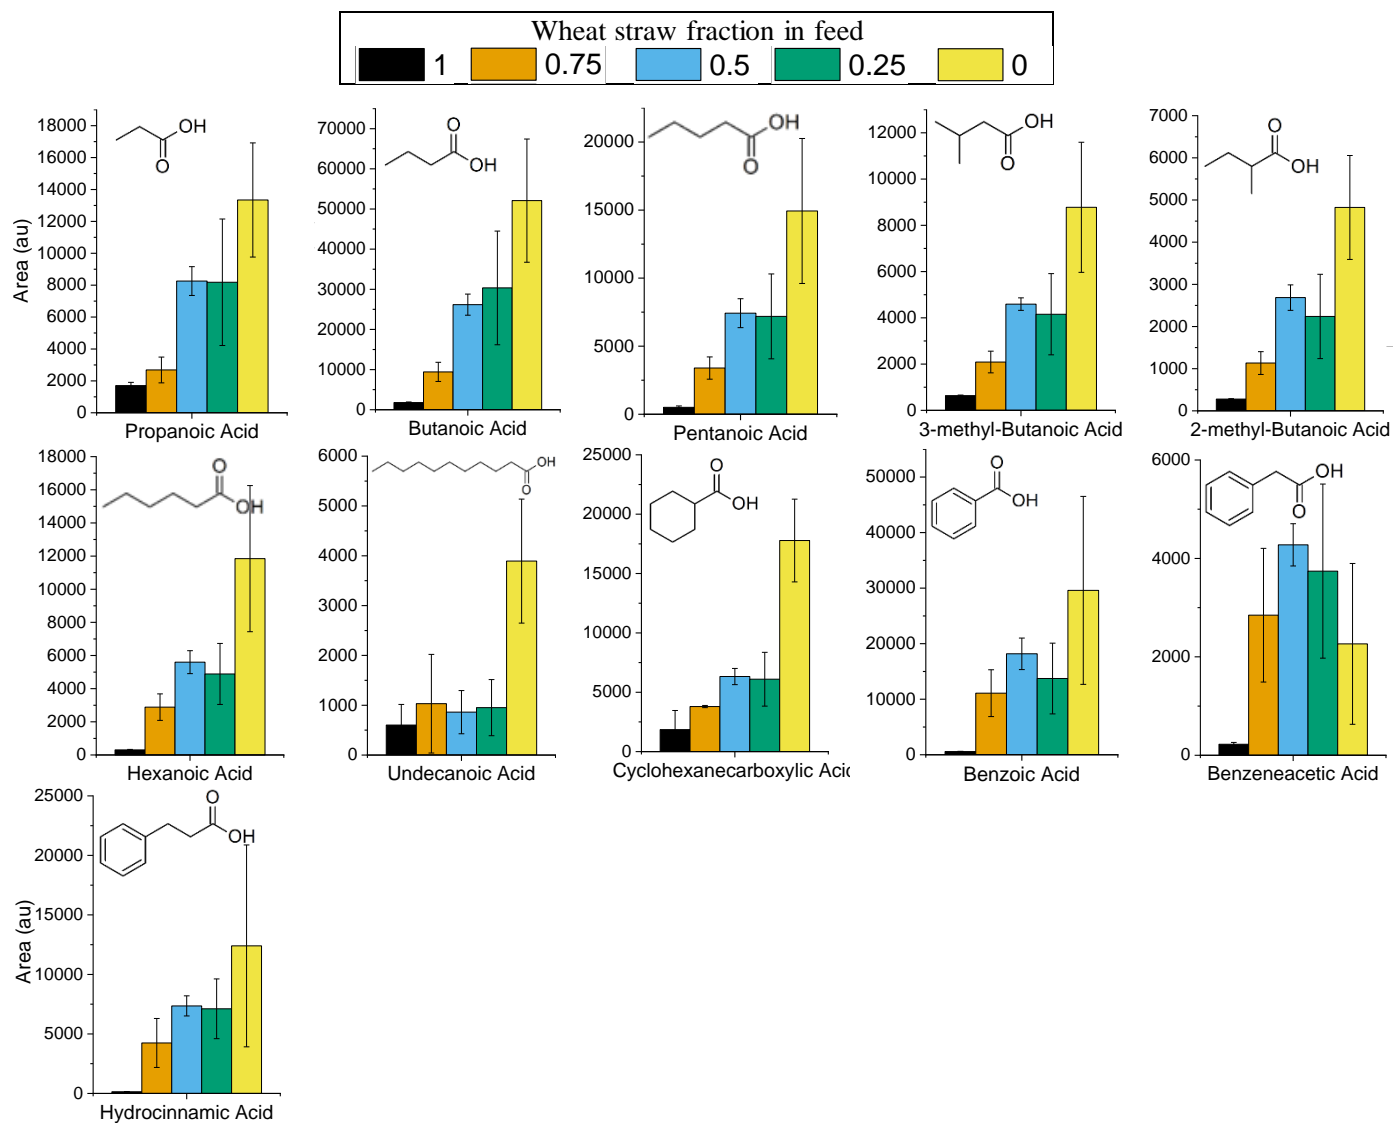 Wheat straw fraction in feed
1 0.75 0.5 0.25 0
Area (au)
18000
16000
14000
12000
10000
8000
6000
4000
2000
0
OH
O
Propanoic Acid
70000
60000
50000
40000
30000
20000
10000
0
O
OH
Butanoic Acid
20000
15000
10000
5000
0
OH
O
Pentanoic Acid
12000
10000
8000
6000
4000
2000
0
OH
O
3-methyl-Butanoic Acid
7000
6000
5000
4000
3000
2000
1000
0
O
OH
2-methyl-Butanoic Acid
18000
16000
14000
12000
10000
8000
6000
4000
2000
0
O
OH
Hexanoic Acid
6000
5000
4000
3000
2000
1000
0
OH
O
Undecanoic Acid
25000
20000
15000
10000
5000
0
O
OH
Cyclohexanecarboxylic Acid
50000
40000
30000
20000
10000
0
O
OH
Benzoic Acid
6000
4000
2000
0
OH
O
Benzeneacetic Acid
Area (au)
25000
20000
15000
10000
5000
0
O
OH
Hydrocinnamic Acid